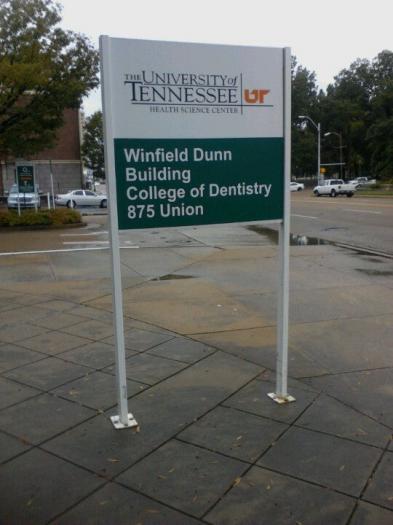 THE UNIVERSITY of
TENNESSEE UT
HEALTH SCIENCE CENTER
Winfield Dunn
Building
College of Dentistry
875 Union